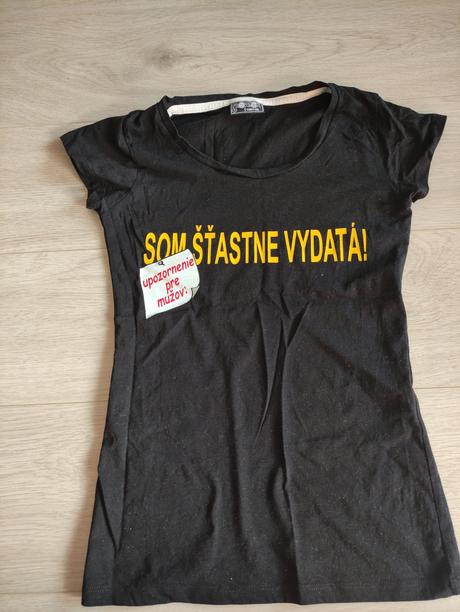 SOM ŠŤASTNE VYDATÁ!
upozornenie
pre
mužov: